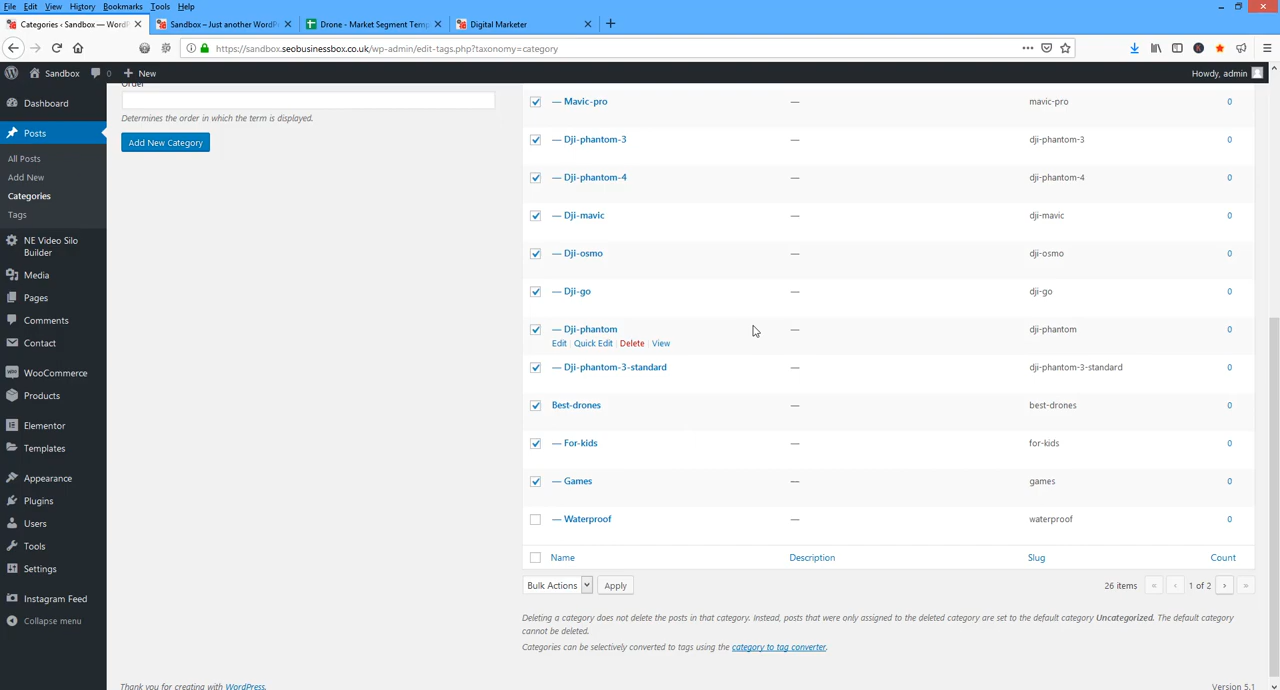 File Edit View History Bookmarks Tools Help
Categories ‹ Sandbox — WordP
Sandbox – Just another WordPr
Drone - Market Segment Temp
Digital Marketer
https://sandbox.seobusinessbox.co.uk/wp-admin/edit-tags.php?taxonomy=category
Sandbox 0 + New Howdy, admin
Dashboard
Posts
All Posts
Add New
Categories
Tags
NE Video Silo
Builder
Media
Pages
Comments
Contact
WooCommerce
Products
Elementor
Templates
Appearance
Plugins
Users
Tools
Settings
Instagram Feed
Collapse menu
Order
Determines the order in which the term is displayed.
Add New Category
— Mavic-pro — mavic-pro 0
— Dji-phantom-3 — dji-phantom-3 0
— Dji-phantom-4 — dji-phantom-4 0
— Dji-mavic — dji-mavic 0
— Dji-osmo — dji-osmo 0
— Dji-go — dji-go 0
— Dji-phantom — dji-phantom 0
Edit | Quick Edit | Delete | View
— Dji-phantom-3-standard — dji-phantom-3-standard 0
Best-drones — best-drones 0
— For-kids — for-kids 0
— Games — games 0
— Waterproof — waterproof 0
Name Description Slug Count
Bulk Actions Apply 26 items « ‹ 1 of 2 › »
Deleting a category does not delete the posts in that category. Instead, posts that were only assigned to the deleted category are set to the default category Uncategorized. The default category
cannot be deleted.
Categories can be selectively converted to tags using the category to tag converter.
Thank you for creating with WordPress. Version 5.1